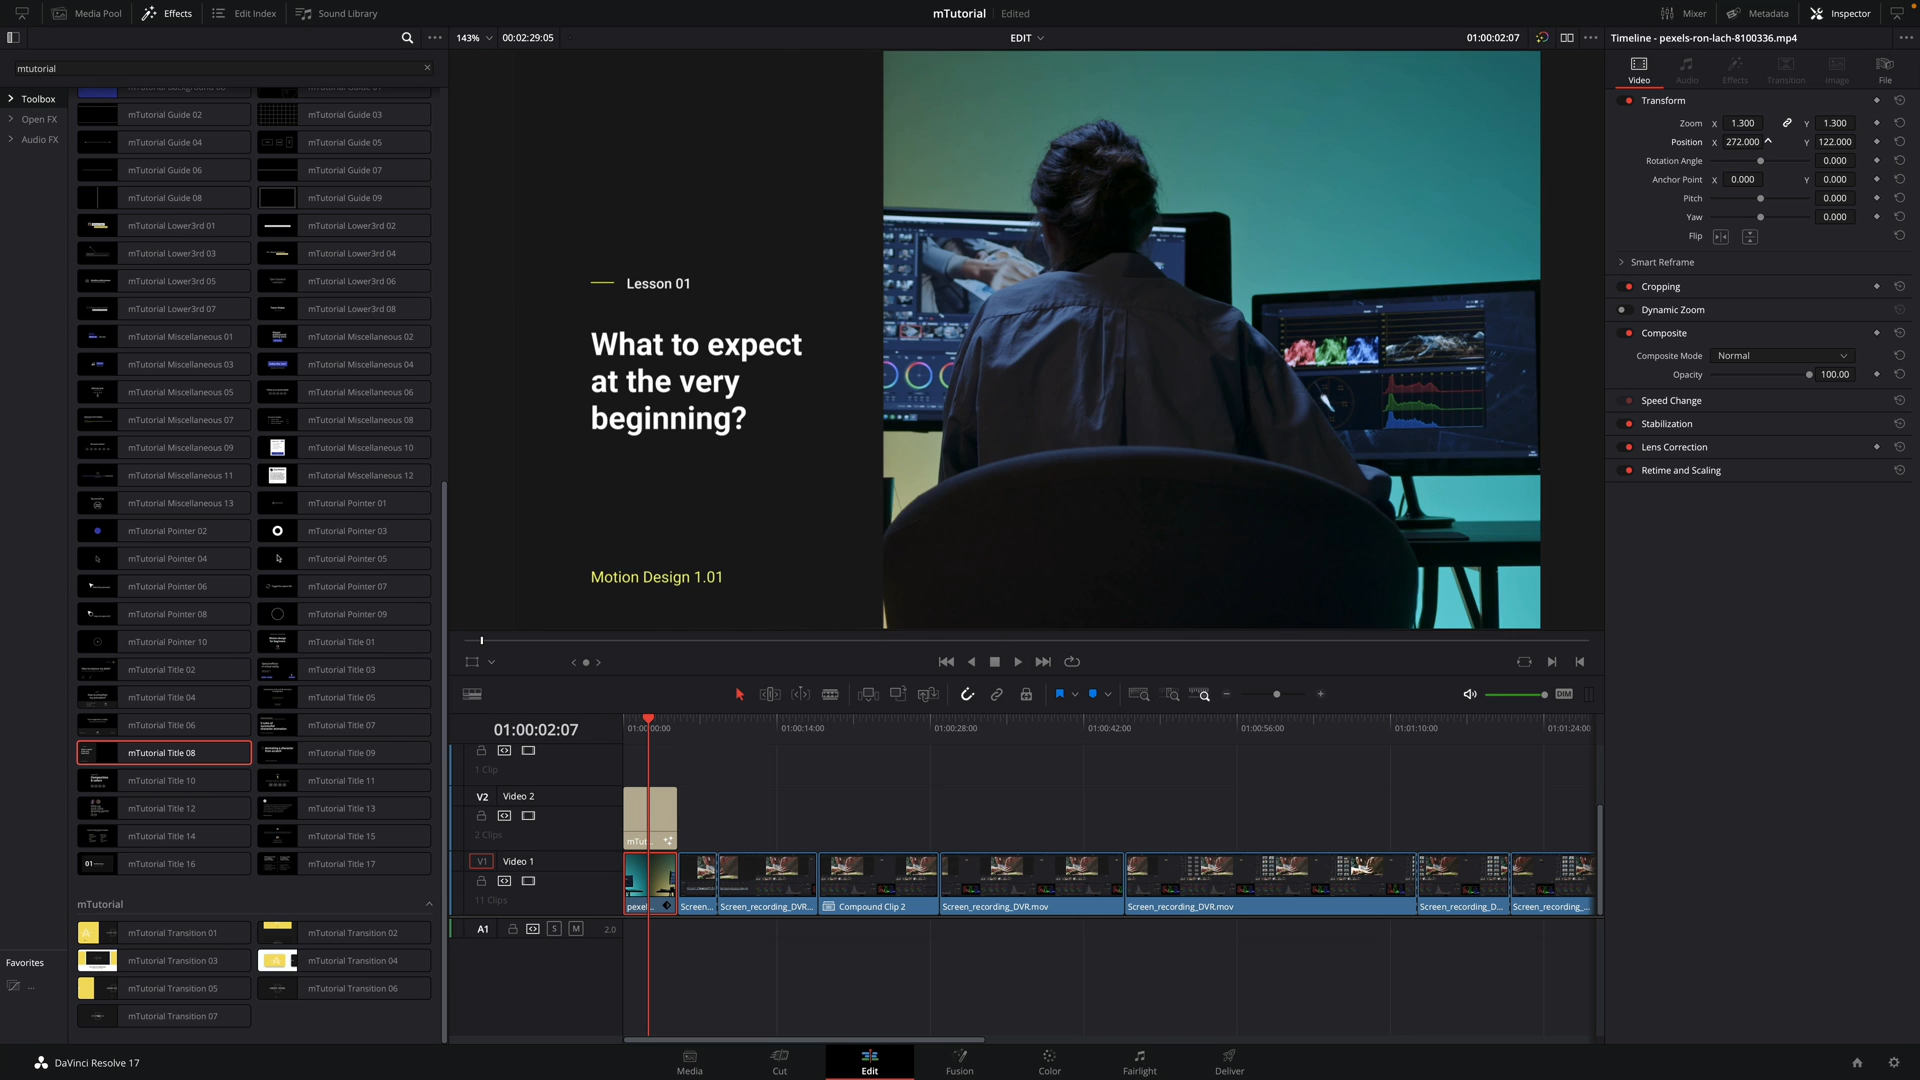 Media Pool
Effects
Edit Index
Sound Library
mTutorial Edited
Mixer
Metadata
Inspector
143% 00:02:29:05
EDIT
01:00:02:07
Timeline - pexels-ron-lach-8100336.mp4
mtutorial
Toolbox
Open FX
Audio FX
mTutorial Guide 02 mTutorial Guide 03
mTutorial Guide 04 mTutorial Guide 05
mTutorial Guide 06 mTutorial Guide 07
mTutorial Guide 08 mTutorial Guide 09
mTutorial Lower3rd 01 mTutorial Lower3rd 02
mTutorial Lower3rd 03 mTutorial Lower3rd 04
mTutorial Lower3rd 05 mTutorial Lower3rd 06
mTutorial Lower3rd 07 mTutorial Lower3rd 08
mTutorial Miscellaneous 01 mTutorial Miscellaneous 02
mTutorial Miscellaneous 03 mTutorial Miscellaneous 04
mTutorial Miscellaneous 05 mTutorial Miscellaneous 06
mTutorial Miscellaneous 07 mTutorial Miscellaneous 08
mTutorial Miscellaneous 09 mTutorial Miscellaneous 10
mTutorial Miscellaneous 11 mTutorial Miscellaneous 12
mTutorial Miscellaneous 13 mTutorial Pointer 01
mTutorial Pointer 02 mTutorial Pointer 03
mTutorial Pointer 04 mTutorial Pointer 05
mTutorial Pointer 06 mTutorial Pointer 07
mTutorial Pointer 08 mTutorial Pointer 09
mTutorial Pointer 10 mTutorial Title 01
mTutorial Title 02 mTutorial Title 03
mTutorial Title 04 mTutorial Title 05
mTutorial Title 06 mTutorial Title 07
mTutorial Title 08 mTutorial Title 09
mTutorial Title 10 mTutorial Title 11
mTutorial Title 12 mTutorial Title 13
mTutorial Title 14 mTutorial Title 15
01 mTutorial Title 16 mTutorial Title 17
mTutorial
mTutorial Transition 01 mTutorial Transition 02
mTutorial Transition 03 mTutorial Transition 04
mTutorial Transition 05 mTutorial Transition 06
mTutorial Transition 07
Favorites
...
Lesson 01
What to expect
at the very
beginning?
Motion Design 1.01
Video Audio Effects Transition Image File
Transform
Zoom X 1.300 Y 1.300
Position X 272.000 Y 122.000
Rotation Angle 0.000
Anchor Point X 0.000 Y 0.000
Pitch 0.000
Yaw 0.000
Flip
Smart Reframe
Cropping
Dynamic Zoom
Composite
Composite Mode Normal
Opacity 100.00
Speed Change
Stabilization
Lens Correction
Retime and Scaling
DIM
01:00:02:07
01:00:00:00 01:00:14:00 01:00:28:00 01:00:42:00 01:00:56:00 01:01:10:00 01:01:24:00
1 Clip
V2 Video 2
2 Clips
mTut...
V1 Video 1
11 Clips
pexel... Screen... Screen_recording_DVR... Compound Clip 2 Screen_recording_DVR.mov Screen_recording_DVR.mov Screen_recording_D... Screen_recording_...
A1 S M 2.0
DaVinci Resolve 17
Media Cut Edit Fusion Color Fairlight Deliver